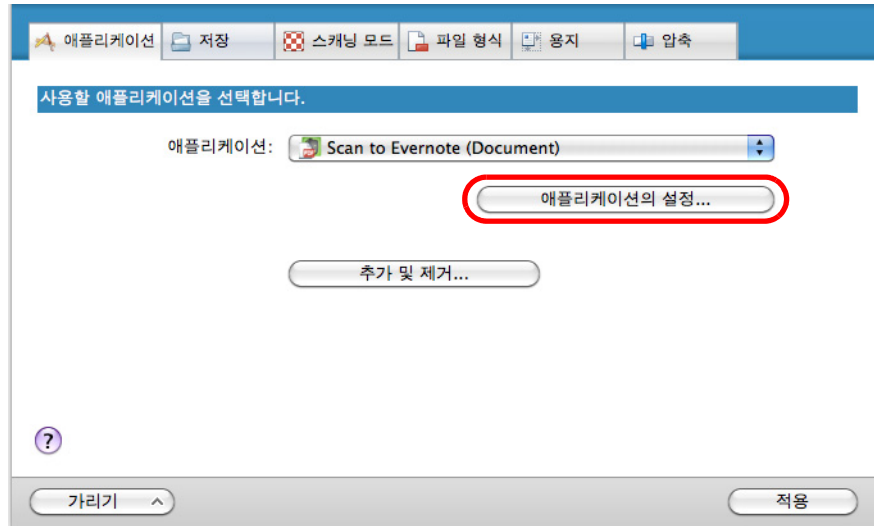 애플리케이션 저장 스캐닝 모드 파일 형식 용지 압축
사용할 애플리케이션을 선택합니다.
애플리케이션: Scan to Evernote (Document)
애플리케이션의 설정...
추가 및 제거...
?
가리기 적용